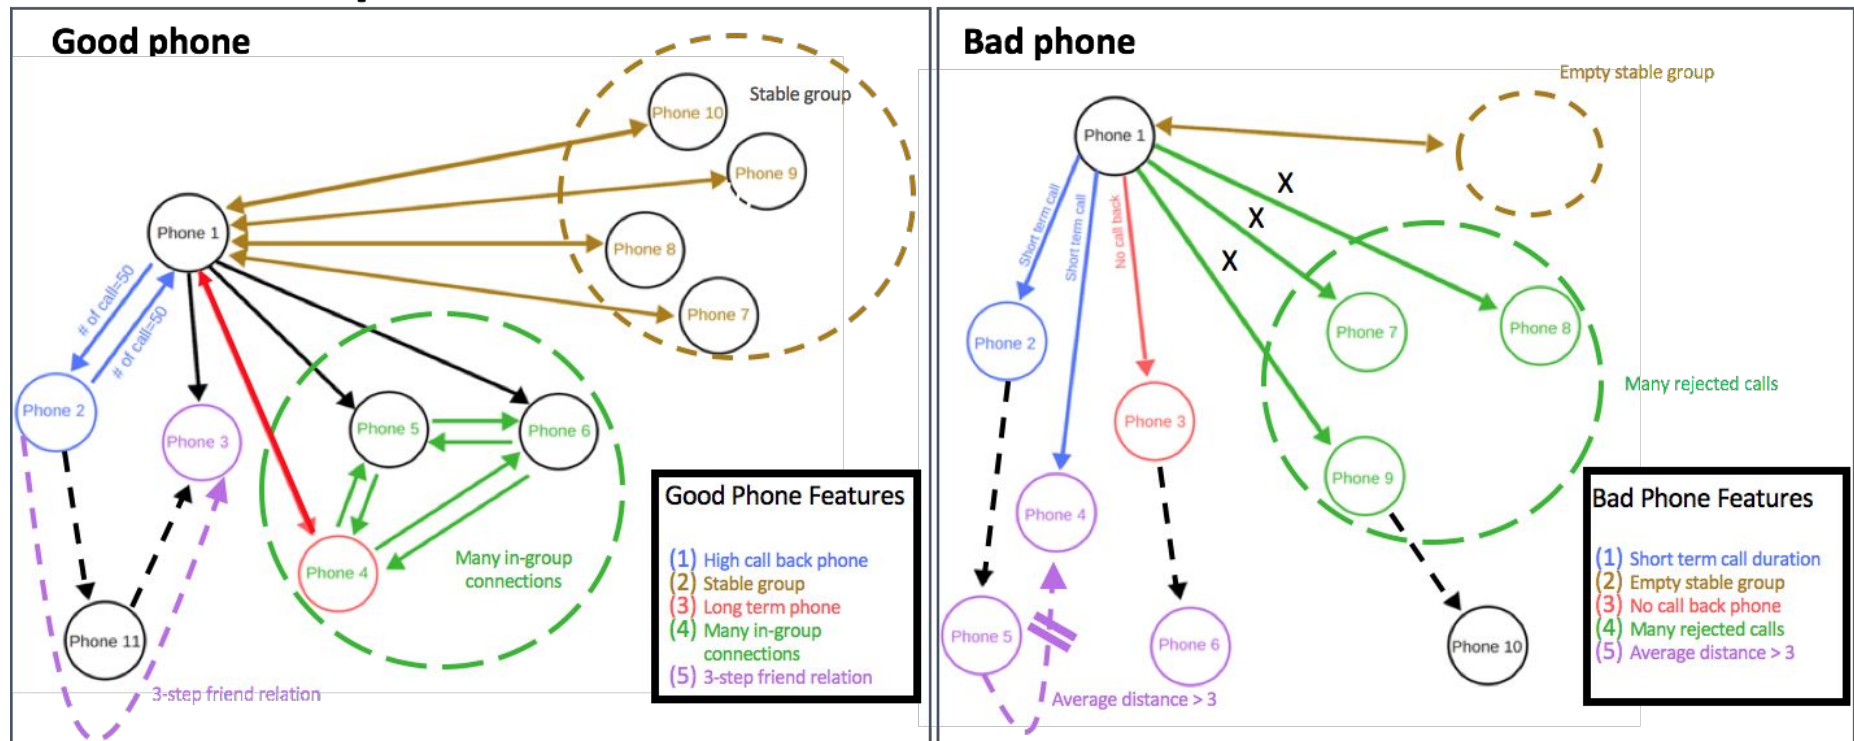 Good phone
Stable group
Phone 10
Phone 9
Phone 1
Phone 8
Phone 7
# of call=50
# of call=50
Phone 2
Phone 3
Phone 5
Phone 6
Phone 4
Many in-group
connections
Phone 11
3-step friend relation
Good Phone Features
(1) High call back phone
(2) Stable group
(3) Long term phone
(4) Many in-group
connections
(5) 3-step friend relation
Bad phone
Empty stable group
Phone 1
X
X
X
Short term call
Short term call
No call back
Phone 2
Phone 7
Phone 8
Many rejected calls
Phone 3
Phone 9
Phone 4
Phone 5
Phone 6
Phone 10
Average distance > 3
Bad Phone Features
(1) Short term call duration
(2) Empty stable group
(3) No call back phone
(4) Many rejected calls
(5) Average distance > 3